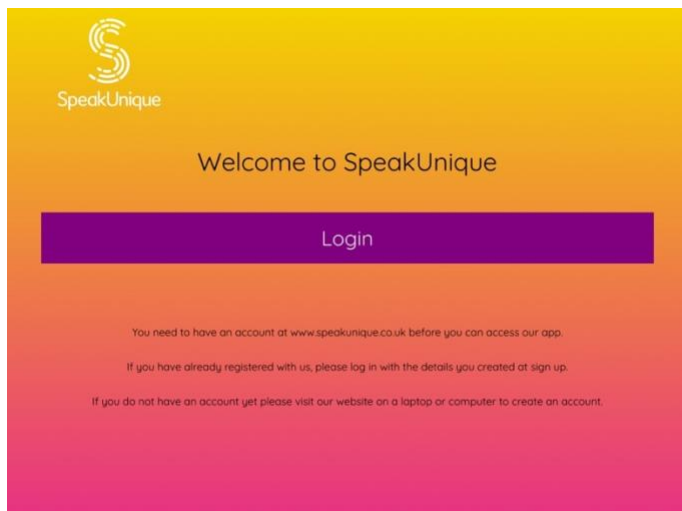 SpeakUnique
Welcome to SpeakUnique
Login
You need to have an account at www.speakunique.co.uk before you can access our app.
If you have already registered with us, please log in with the details you created at sign up.
If you do not have an account yet please visit our website on a laptop or computer to create an account.